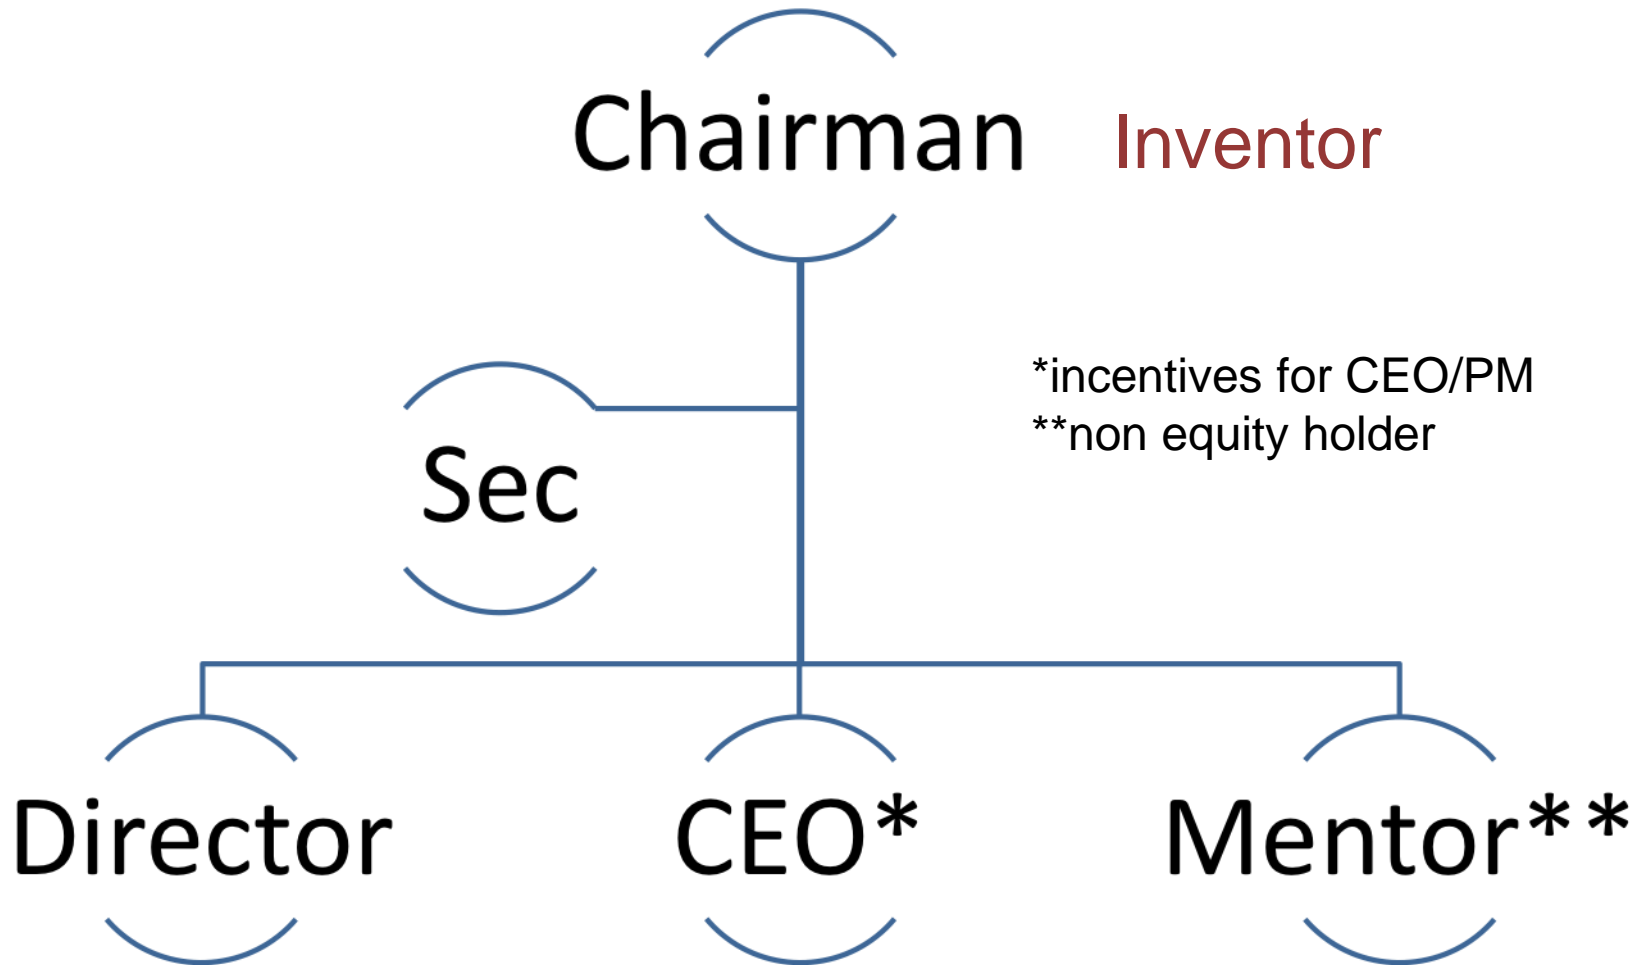 Chairman
Inventor
*incentives for CEO/PM
**non equity holder
Sec
Director
CEO*
Mentor**